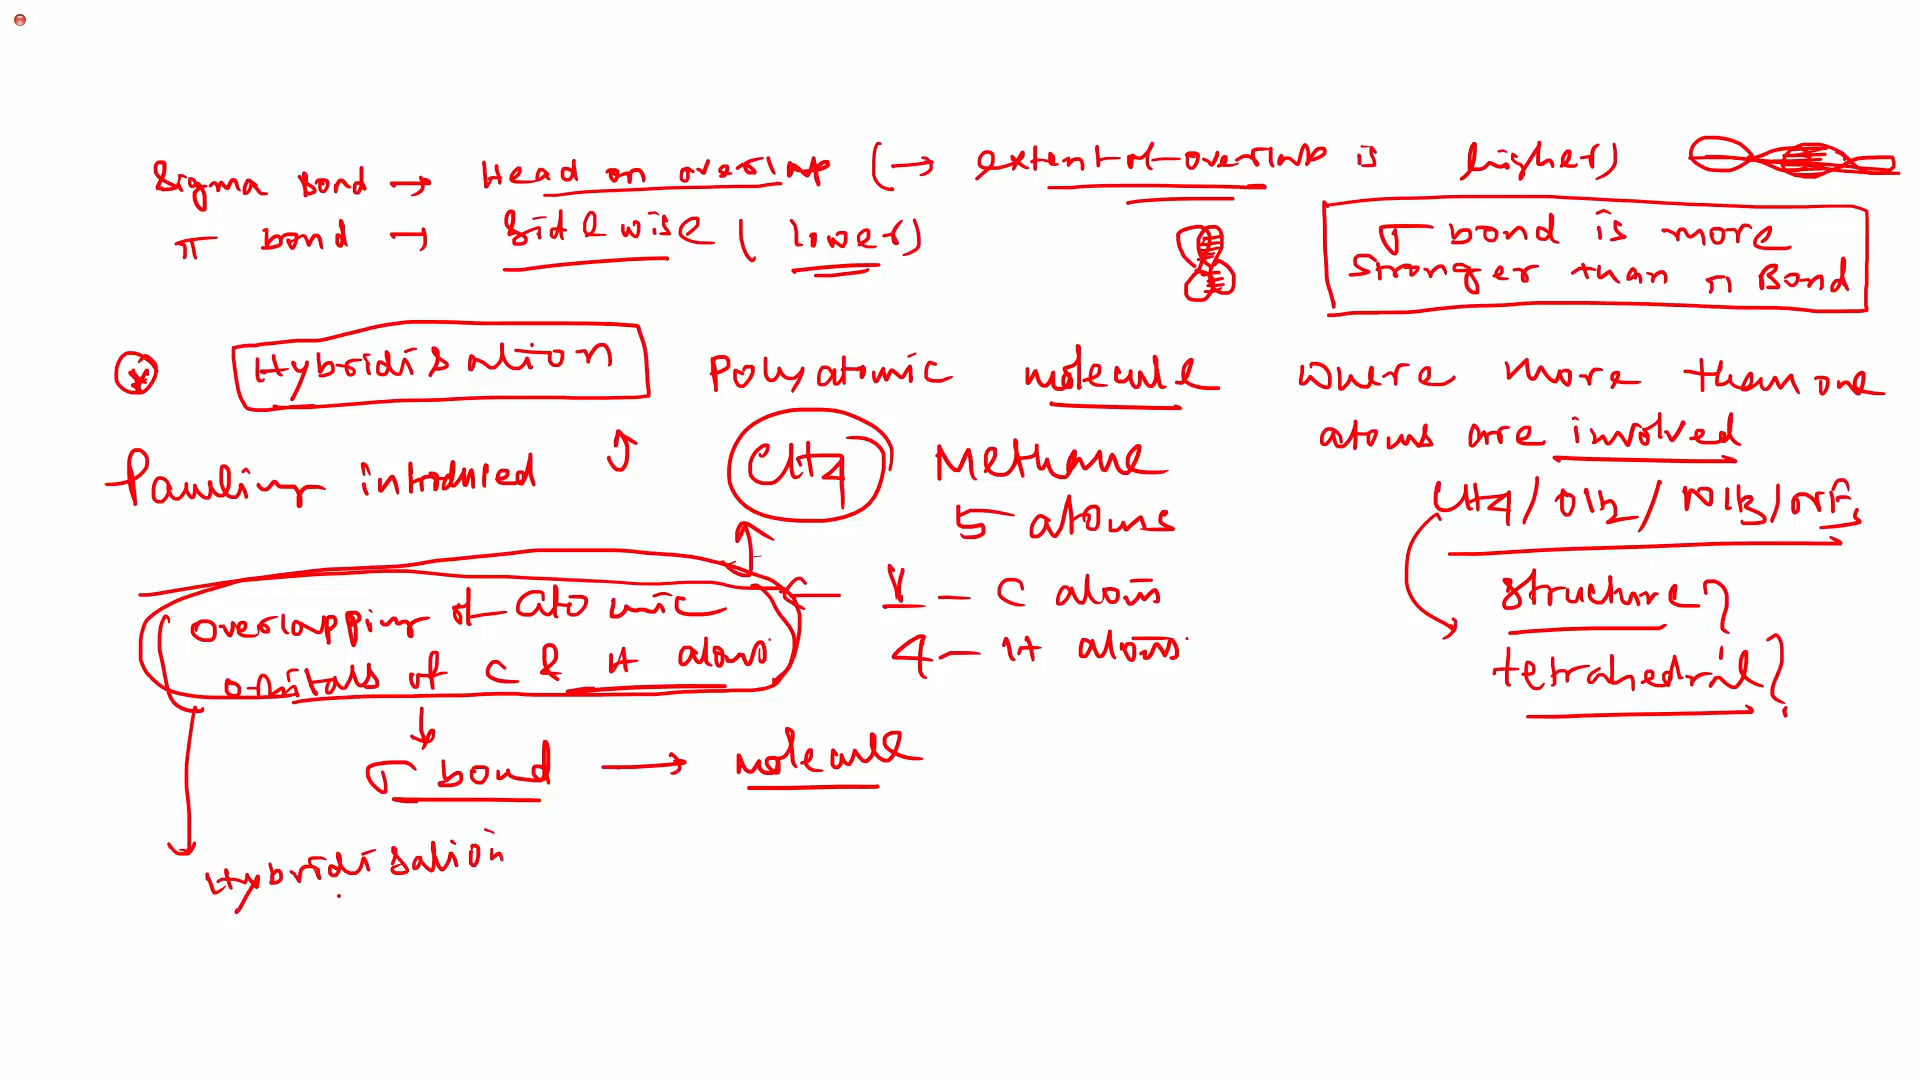 Sigma Bond → Head on overlap (→ extent of overlap is higher)
π bond → Sidewise (lower)
σ bond is more
stronger than π Bond
Hybridisation
Polyatomic molecule where more than one
atoms are involved
Pauling introduced
CH4 Methane
5 atoms
CH4/OH2/NH3/NF3
1 - C atom
4 - H atoms
structure?
tetrahedral?
overlapping of atomic
orbitals of C & H atoms
σ bond → molecule
Hybridisation